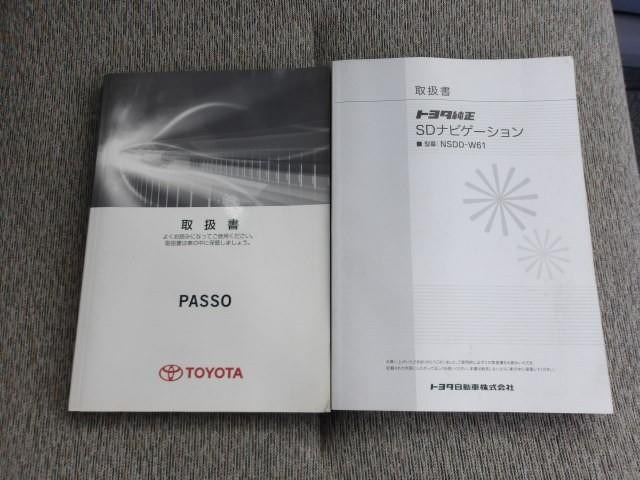 取扱書
よくお読みになってご使用ください。
取扱書は車の中に保管しましょう。
PASSO
TOYOTA
取扱書
トヨタ純正
SDナビゲーション
■ 型番：NSDD-W61
トヨタ自動車株式会社